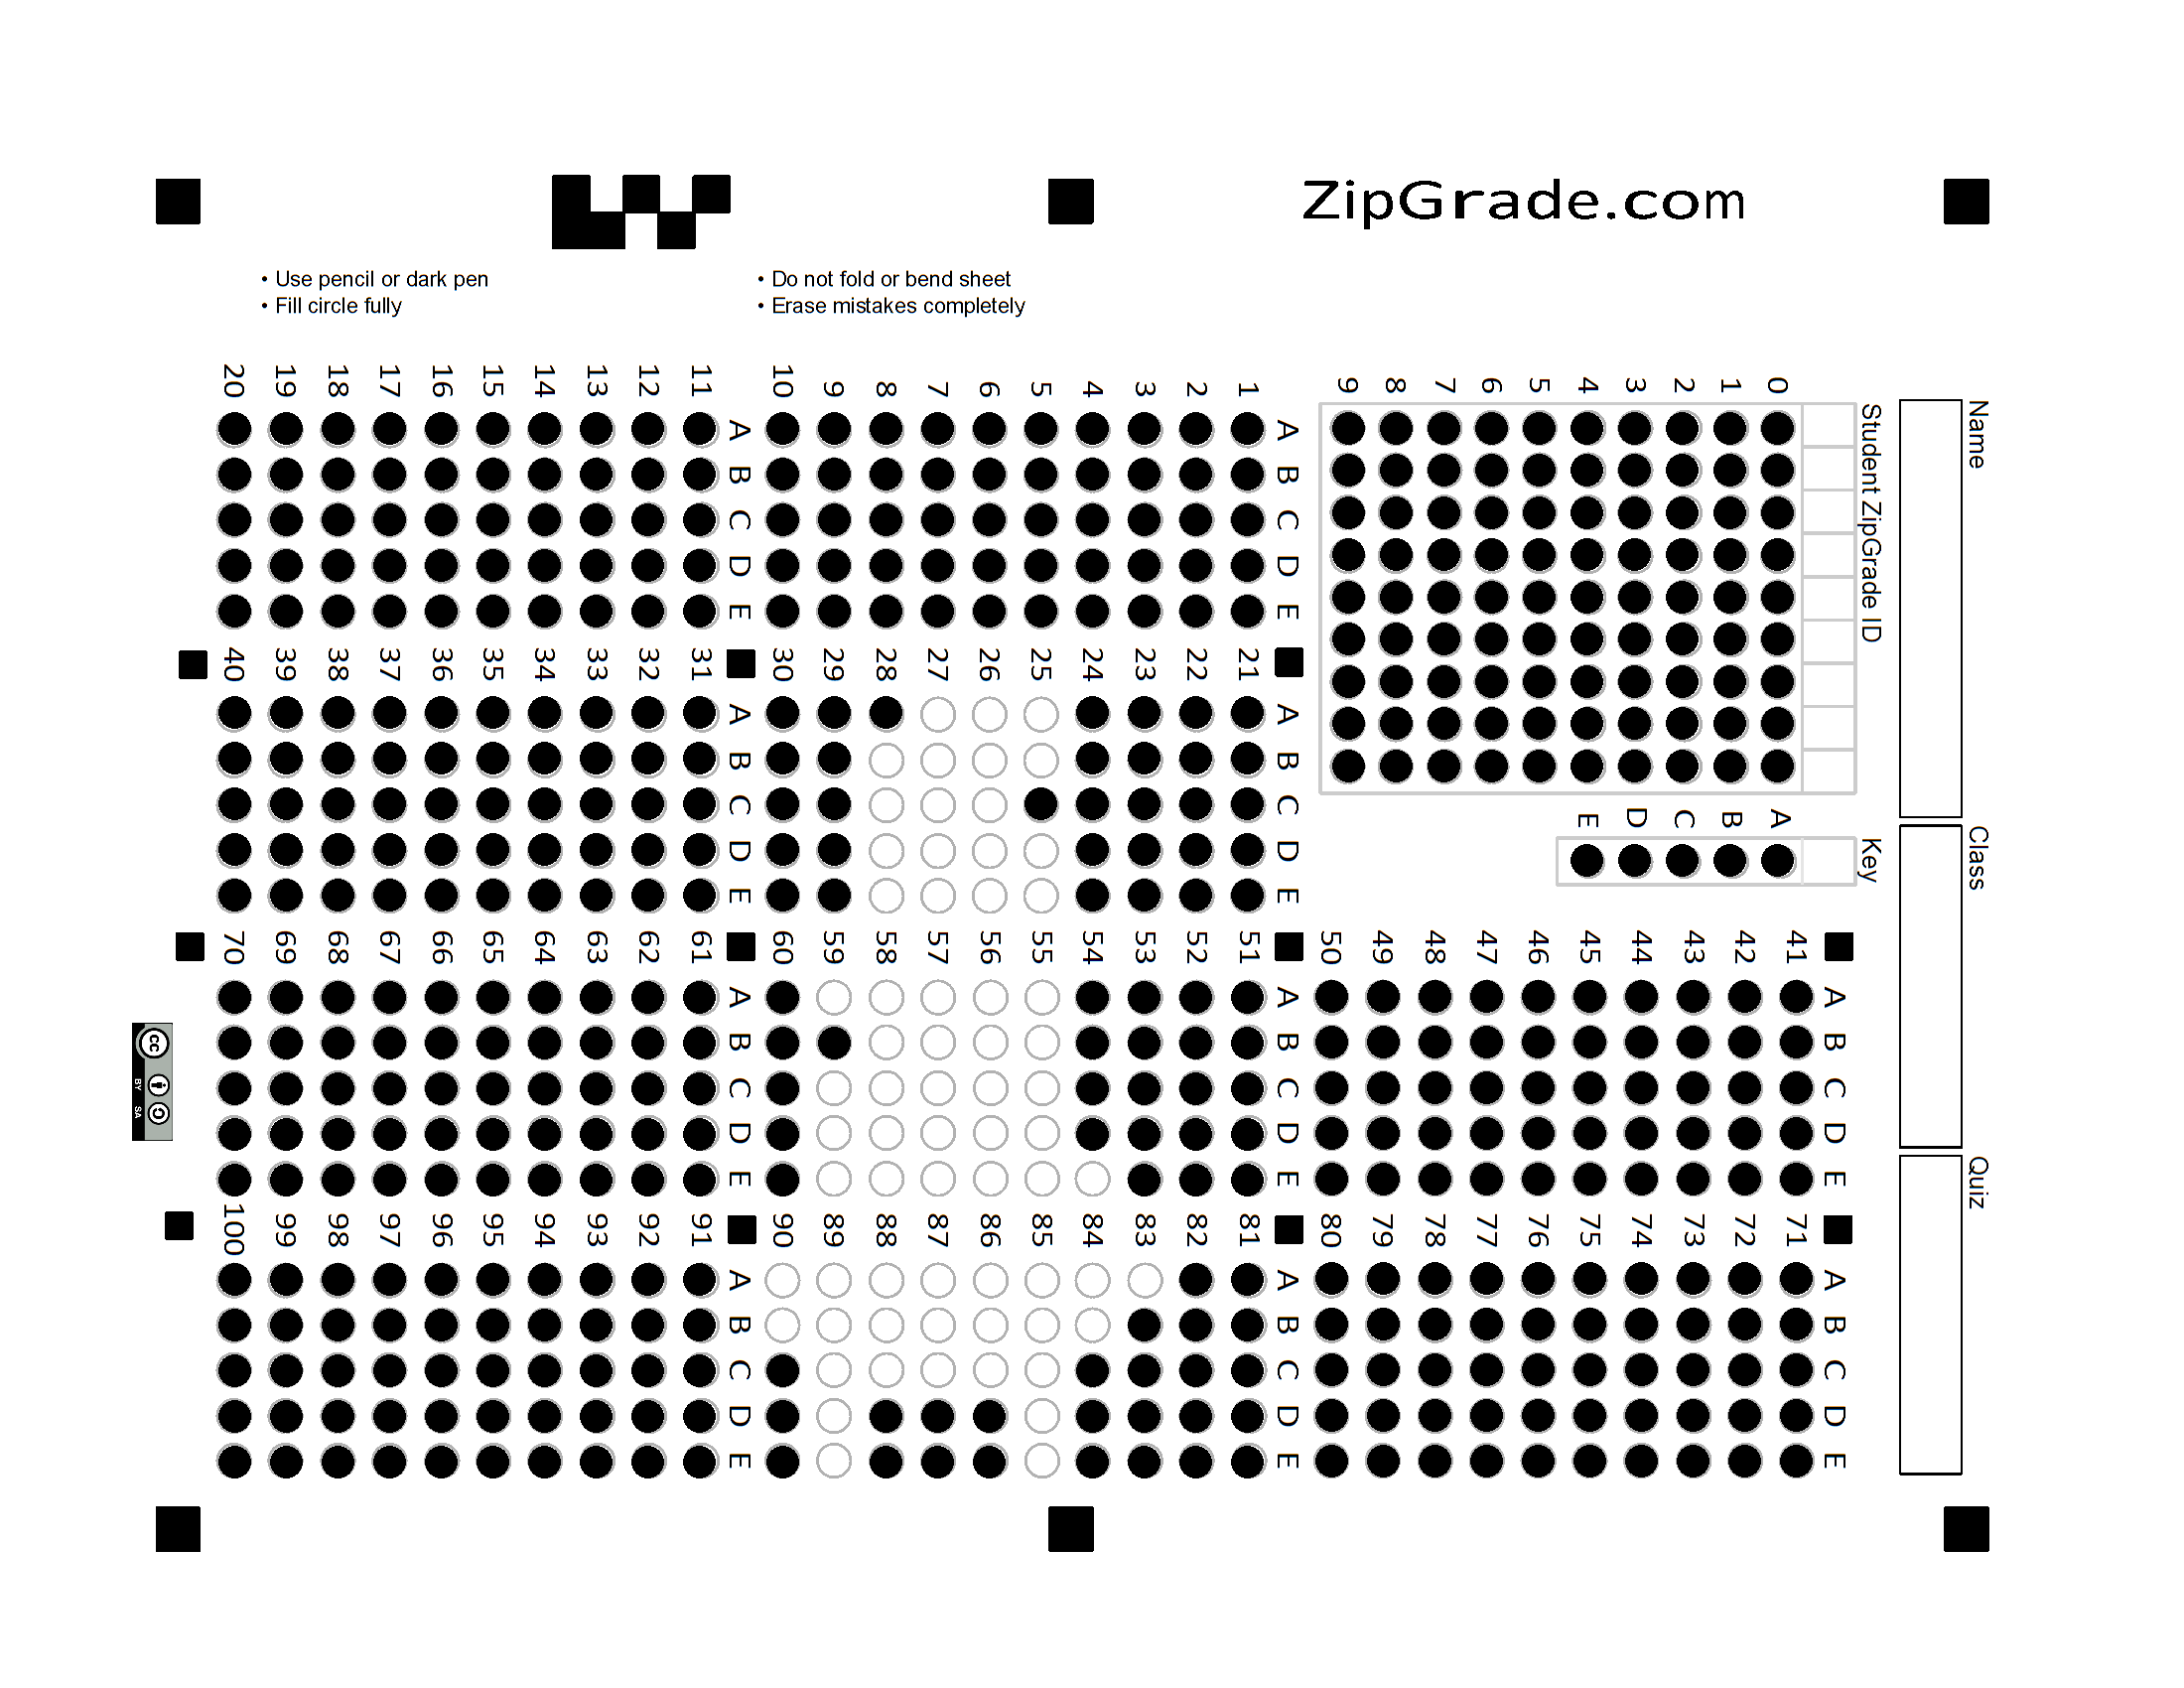 ZipGrade.com
• Use pencil or dark pen
• Fill circle fully
• Do not fold or bend sheet
• Erase mistakes completely
Name
Class
Quiz
Student ZipGrade ID
0 1 2 3 4 5 6 7 8 9
Key
A B C D E
A B C D E
1 2 3 4 5 6 7 8 9 10
A B C D E
11 12 13 14 15 16 17 18 19 20
A B C D E
21 22 23 24 25 26 27 28 29 30
A B C D E
31 32 33 34 35 36 37 38 39 40
A B C D E
41 42 43 44 45 46 47 48 49 50
A B C D E
51 52 53 54 55 56 57 58 59 60
A B C D E
61 62 63 64 65 66 67 68 69 70
A B C D E
71 72 73 74 75 76 77 78 79 80
A B C D E
81 82 83 84 85 86 87 88 89 90
A B C D E
91 92 93 94 95 96 97 98 99 100
A B C D E
cc BY SA